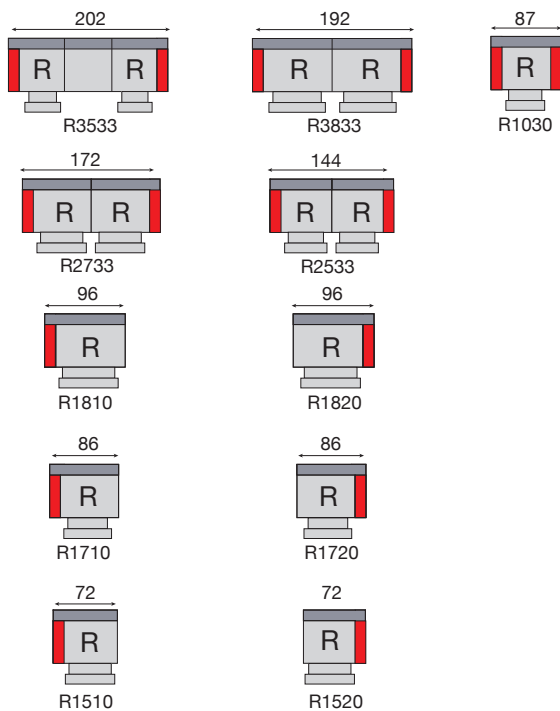 202 192 87
R R R R R
R3533 R3833 R1030
172 144
R R R R
R2733 R2533
96 96
R R
R1810 R1820
86 86
R R
R1710 R1720
72 72
R R
R1510 R1520